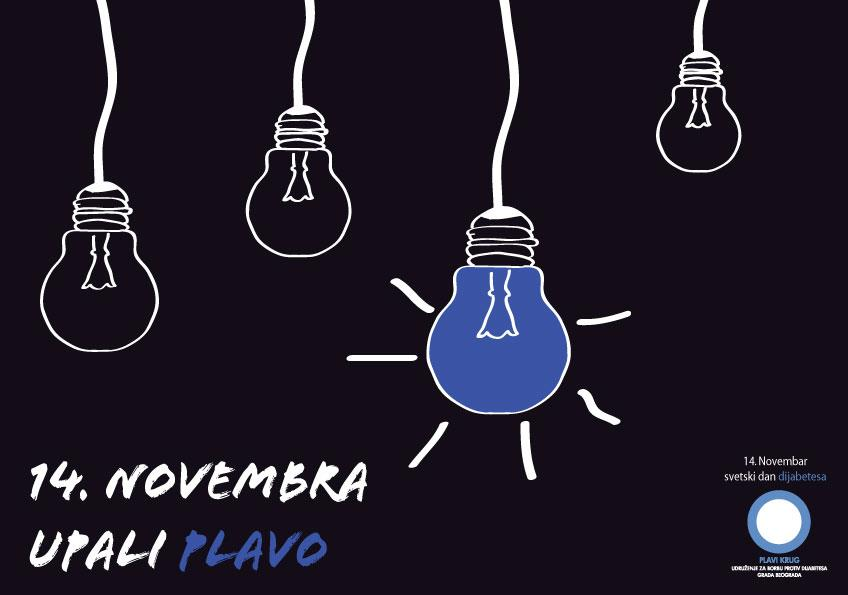 14. NOVEMBRA
UPALI PLAVO
14. Novembar
svetski dan dijabetesa
PLAVI KRUG
UDRUŽENJE ZA BORBU PROTIV DIJABETESA
GRADA BEOGRADA